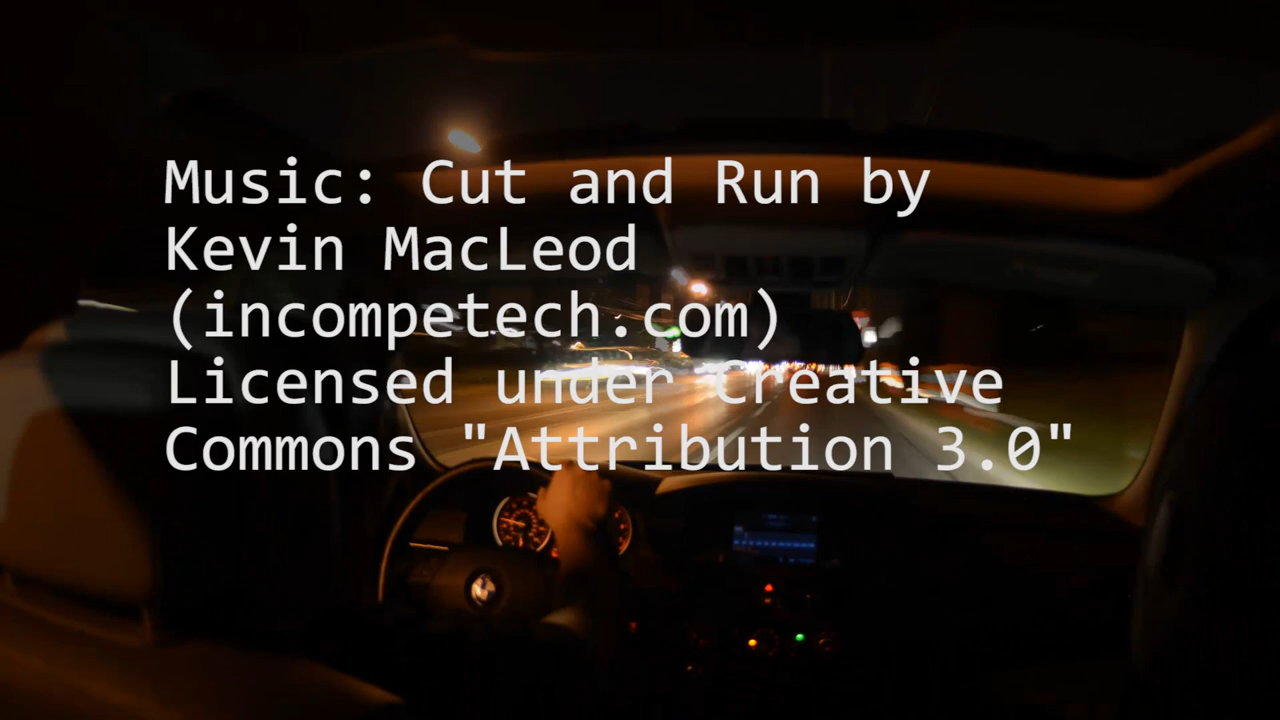 Music: Cut and Run by
Kevin MacLeod
(incompetech.com)
Licensed under Creative
Commons "Attribution 3.0"